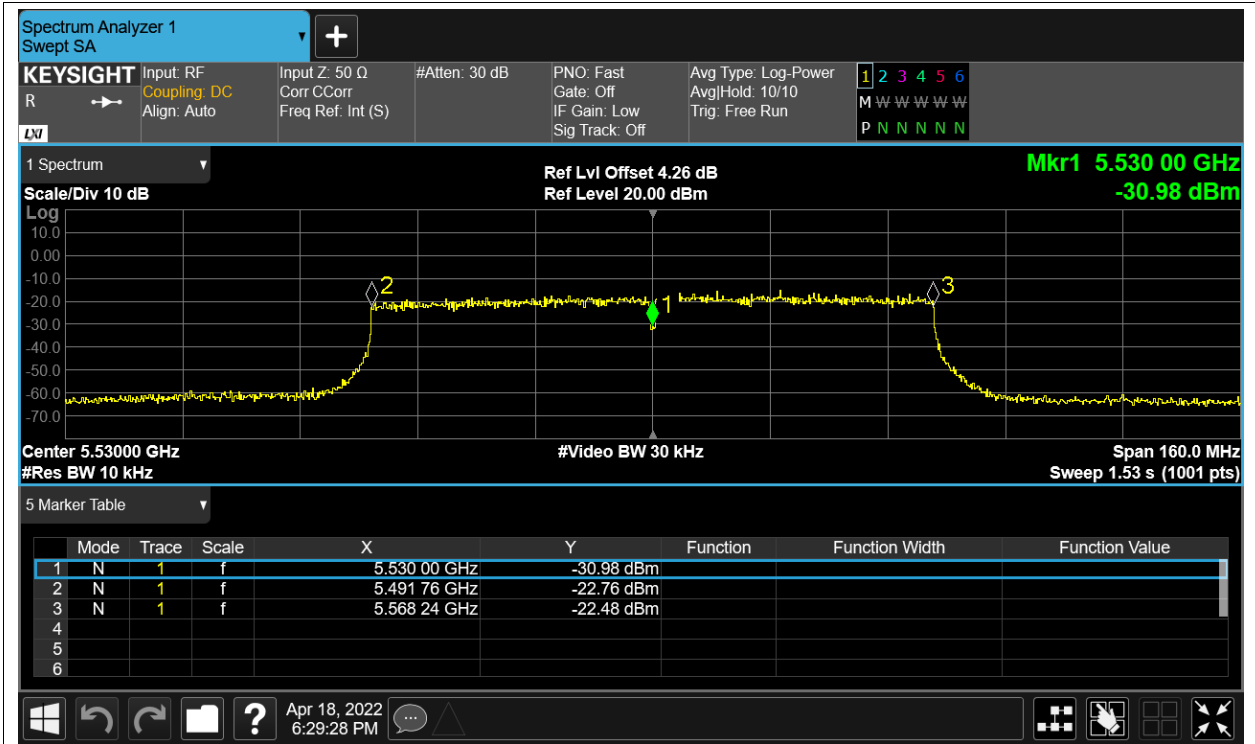 Spectrum Analyzer 1
Swept SA
KEYSIGHT
R
LXI
Input: RF
Coupling: DC
Align: Auto
Input Z: 50 Ω
Corr CCorr
Freq Ref: Int (S)
#Atten: 30 dB
PNO: Fast
Gate: Off
IF Gain: Low
Sig Track: Off
Avg Type: Log-Power
Avg|Hold: 10/10
Trig: Free Run
1 2 3 4 5 6
M W W W W W
P N N N N N
1 Spectrum
Scale/Div 10 dB
Ref Lvl Offset 4.26 dB
Ref Level 20.00 dBm
Mkr1 5.530 00 GHz
-30.98 dBm
Log
10.0
0.00
-10.0
-20.0
-30.0
-40.0
-50.0
-60.0
-70.0
2
1
3
Center 5.53000 GHz
#Video BW 30 kHz
Span 160.0 MHz
#Res BW 10 kHz
Sweep 1.53 s (1001 pts)
5 Marker Table
Mode Trace Scale X Y Function Function Width Function Value
1 N 1 f 5.530 00 GHz -30.98 dBm
2 N 1 f 5.491 76 GHz -22.76 dBm
3 N 1 f 5.568 24 GHz -22.48 dBm
4
5
6
?
Apr 18, 2022
6:29:28 PM